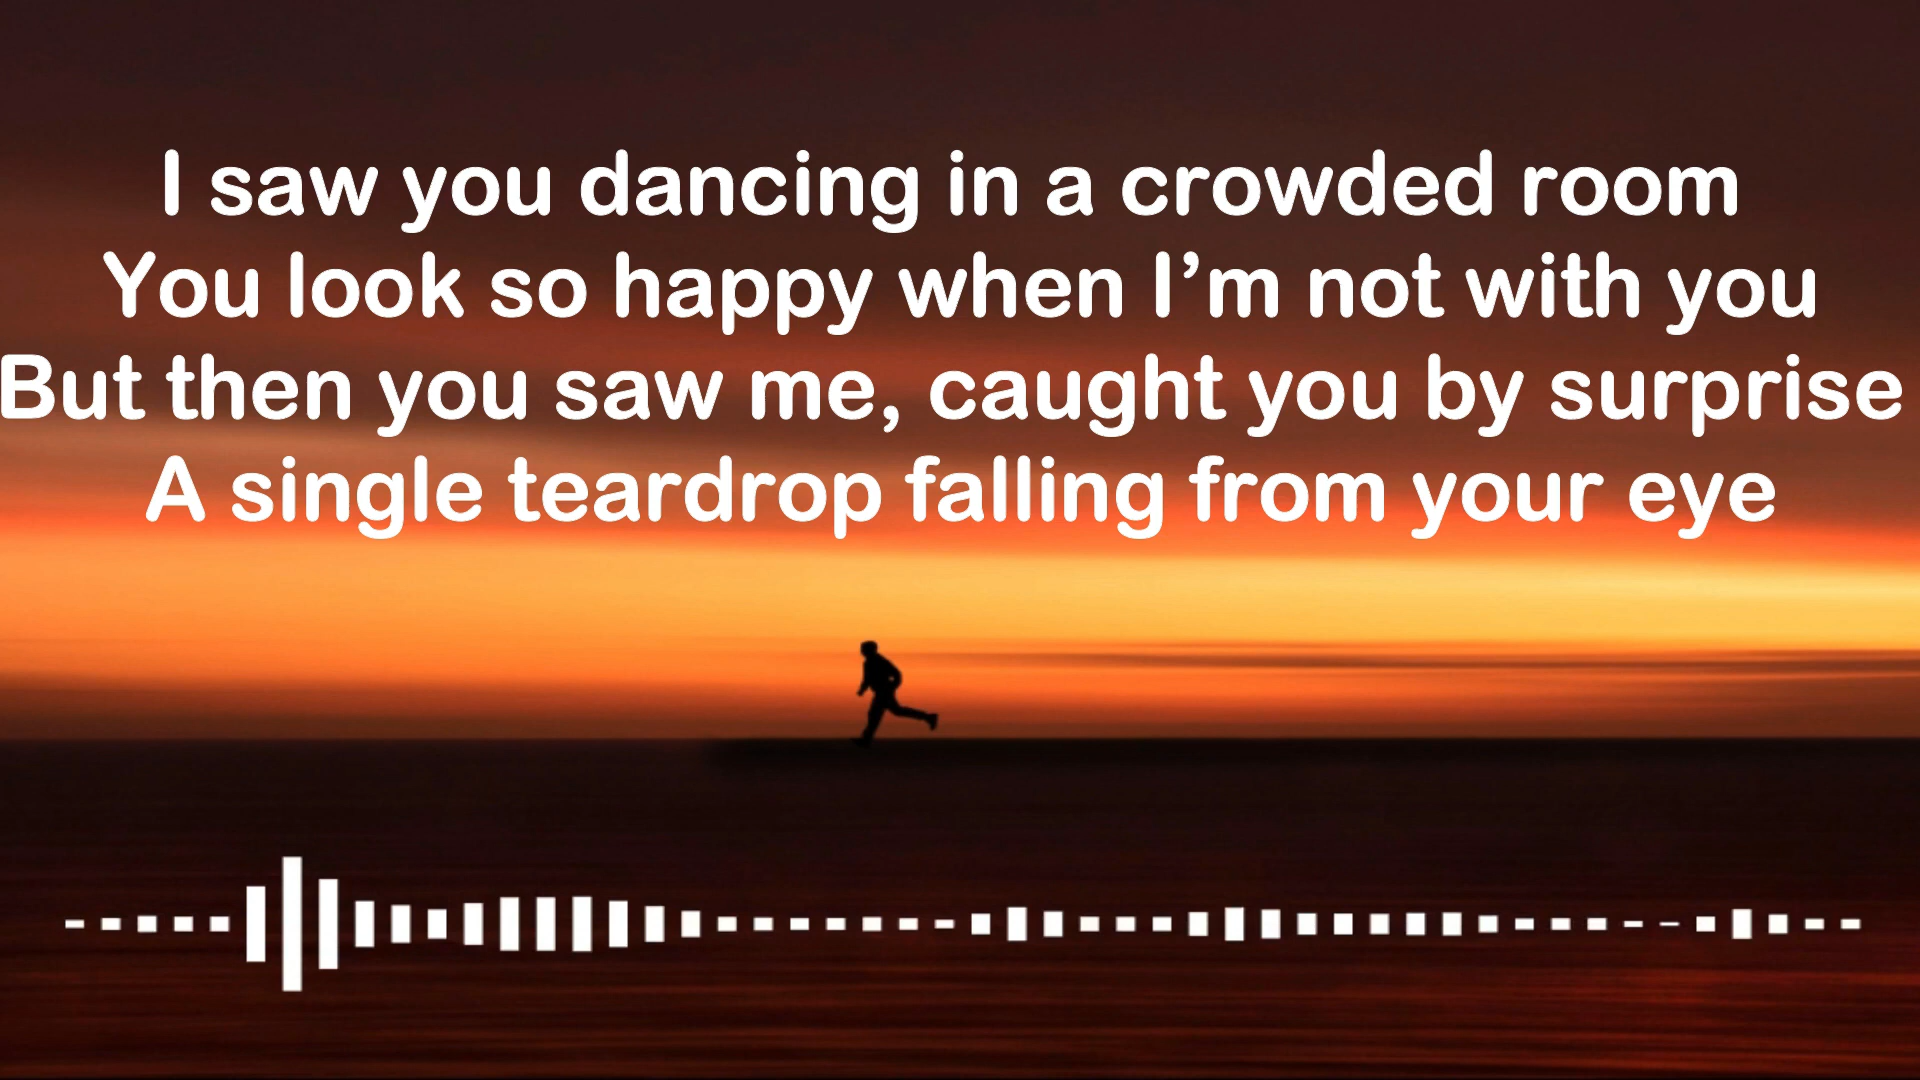 I saw you dancing in a crowded room
You look so happy when I’m not with you
But then you saw me, caught you by surprise
A single teardrop falling from your eye